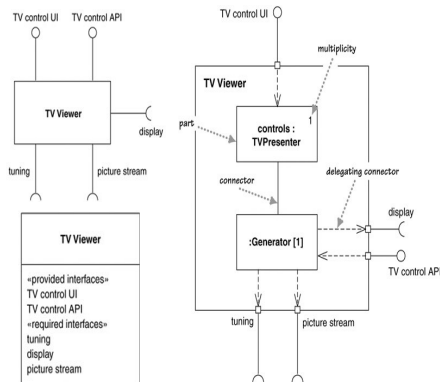 TV control UI
TV control API
TV Viewer
display
tuning
picture stream
TV Viewer
«provided interfaces»
TV control UI
TV control API
«required interfaces»
tuning
display
picture stream
TV control UI
multiplicity
TV Viewer
part
1
controls :
TVPresenter
connector
delegating connector
display
:Generator [1]
TV control API
tuning
picture stream